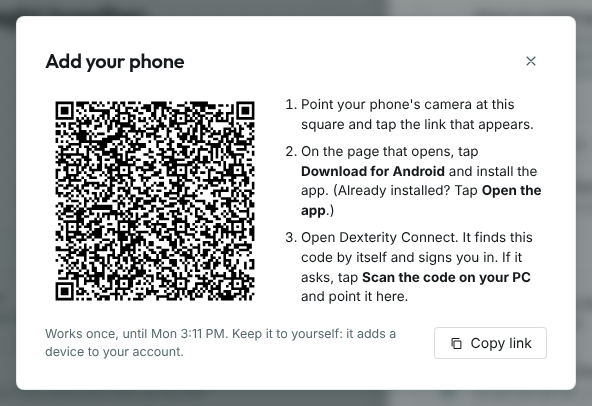 Add your phone
1. Point your phone's camera at this
square and tap the link that appears.
2. On the page that opens, tap
Download for Android and install the
app. (Already installed? Tap Open the
app.)
3. Open Dexterity Connect. It finds this
code by itself and signs you in. If it
asks, tap Scan the code on your PC
and point it here.
Works once, until Mon 3:11 PM. Keep it to yourself: it adds a
device to your account.
Copy link